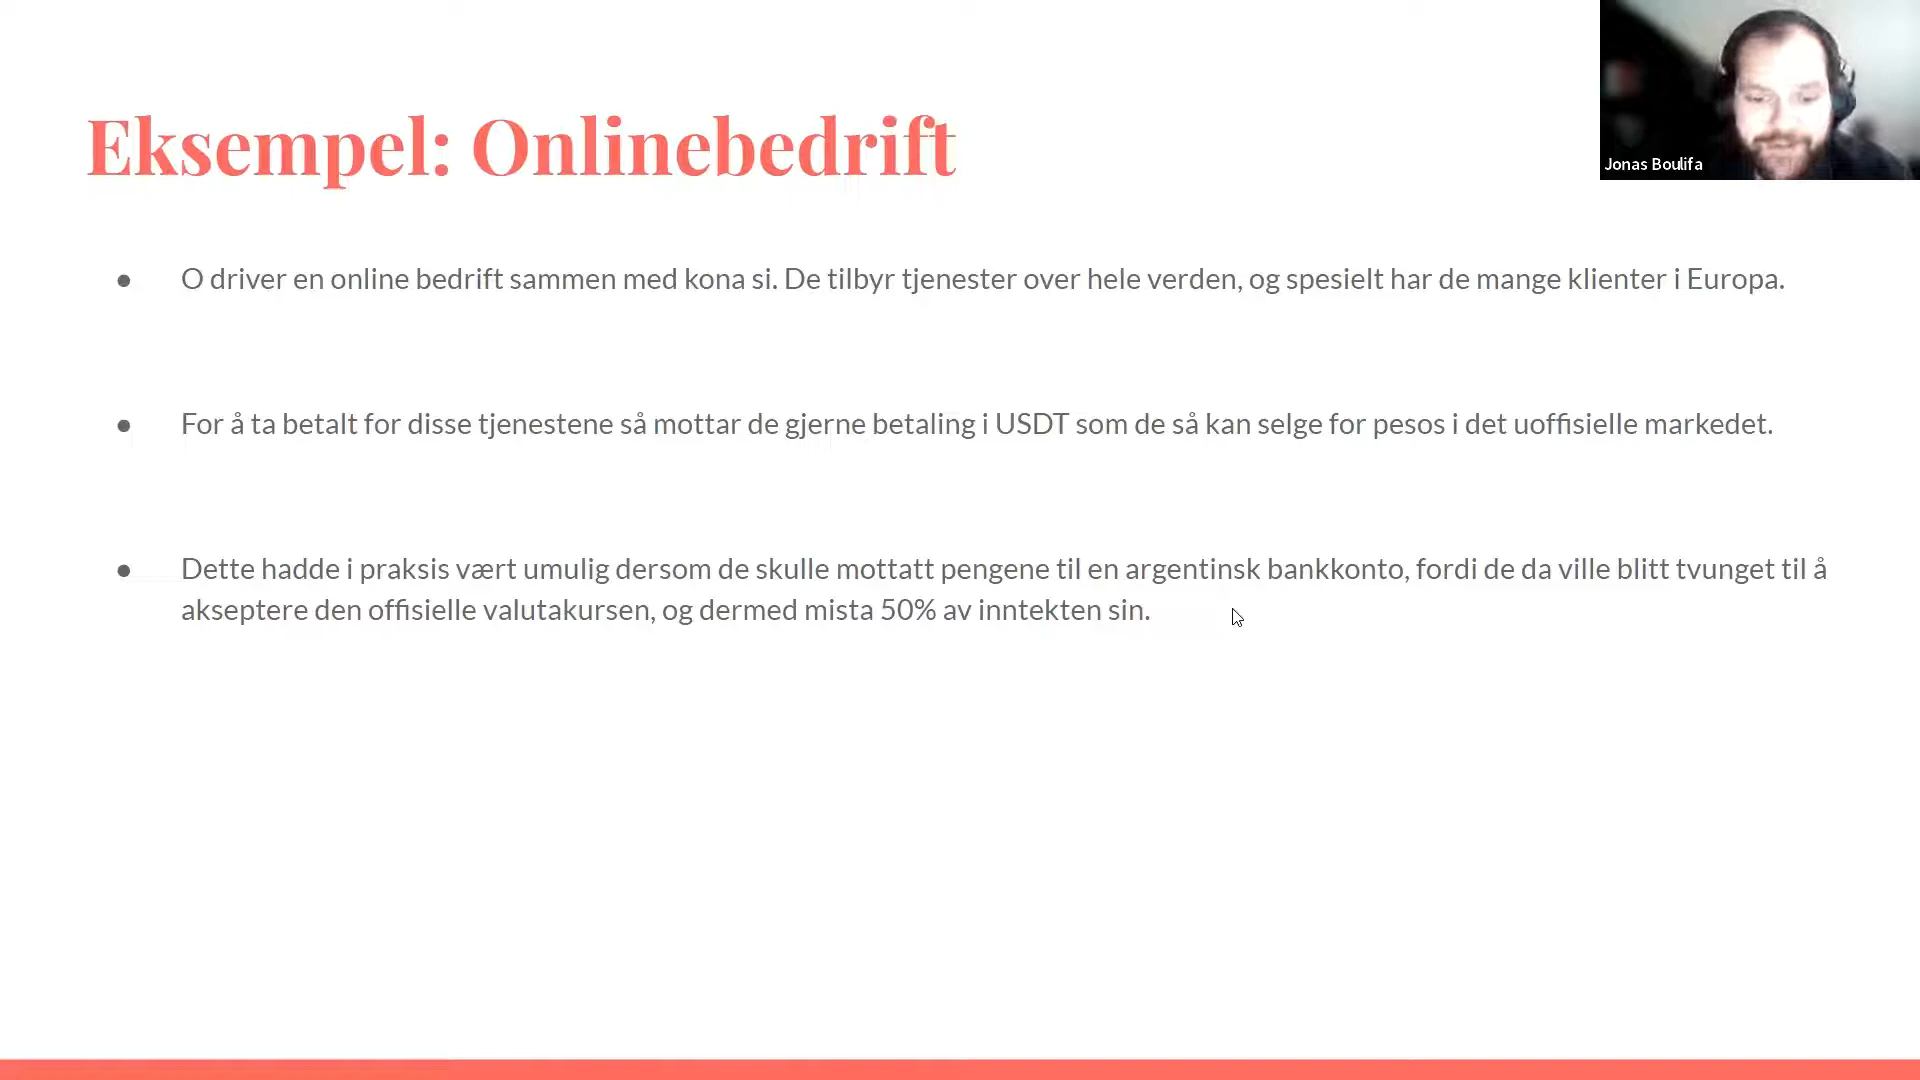 Eksempel: Onlinebedrift
Jonas Boulifa
● O driver en online bedrift sammen med kona si. De tilbyr tjenester over hele verden, og spesielt har de mange klienter i Europa.
● For å ta betalt for disse tjenestene så mottar de gjerne betaling i USDT som de så kan selge for pesos i det uoffisielle markedet.
● Dette hadde i praksis vært umulig dersom de skulle mottatt pengene til en argentinsk bankkonto, fordi de da ville blitt tvunget til å
akseptere den offisielle valutakursen, og dermed mista 50% av inntekten sin.